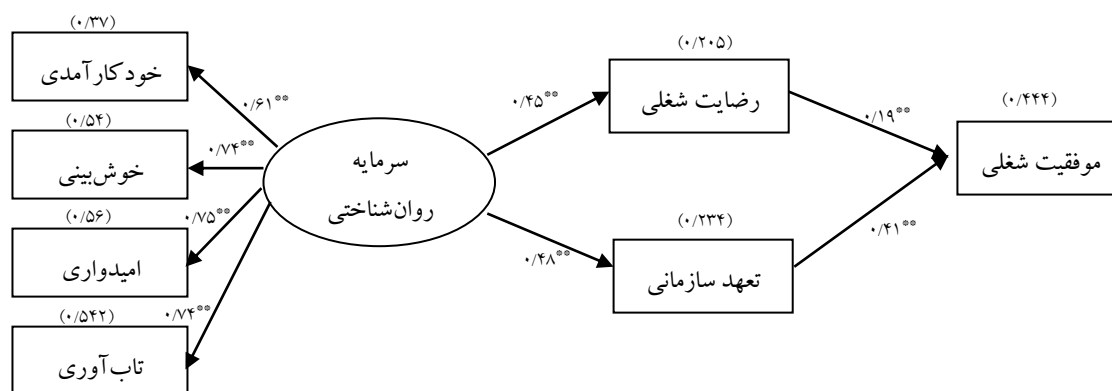 (۰/۳۷)
خودکارآمدی
(۰/۵۴)
خوش‌بینی
(۰/۵۶)
امیدواری
(۰/۵۴۲)
تاب‌آوری
۰/۶۱**
۰/۷۴**
۰/۷۵**
۰/۷۴**
سرمایه
روان‌شناختی
۰/۴۵**
۰/۴۸**
(۰/۲۰۵)
رضایت شغلی
(۰/۲۳۴)
تعهد سازمانی
۰/۱۹**
۰/۴۱**
(۰/۴۴۴)
موفقیت شغلی